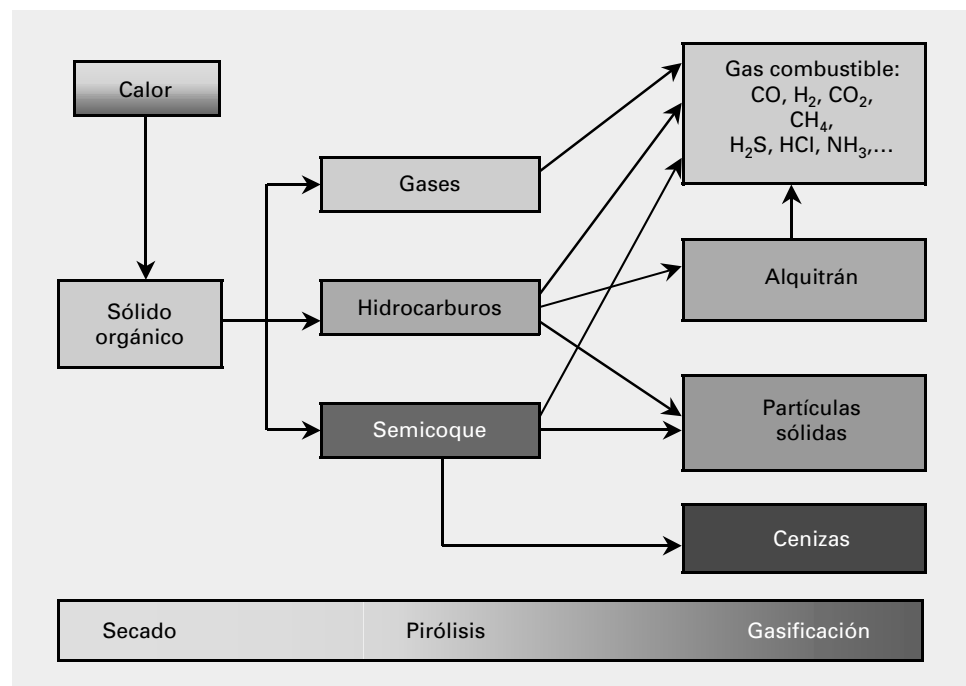 Calor
Sólido
orgánico
Gases
Hidrocarburos
Semicoque
Gas combustible:
CO, H₂, CO₂,
CH₄,
H₂S, HCl, NH₃,…
Alquitrán
Partículas
sólidas
Cenizas
Secado
Pirólisis
Gasificación